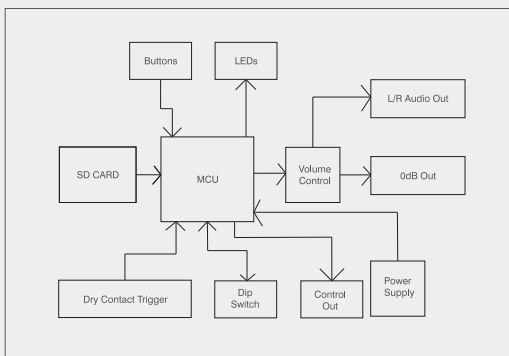 Buttons
LEDs
L/R Audio Out
SD CARD
MCU
Volume
Control
0dB Out
Dry Contact Trigger
Dip
Switch
Control
Out
Power
Supply